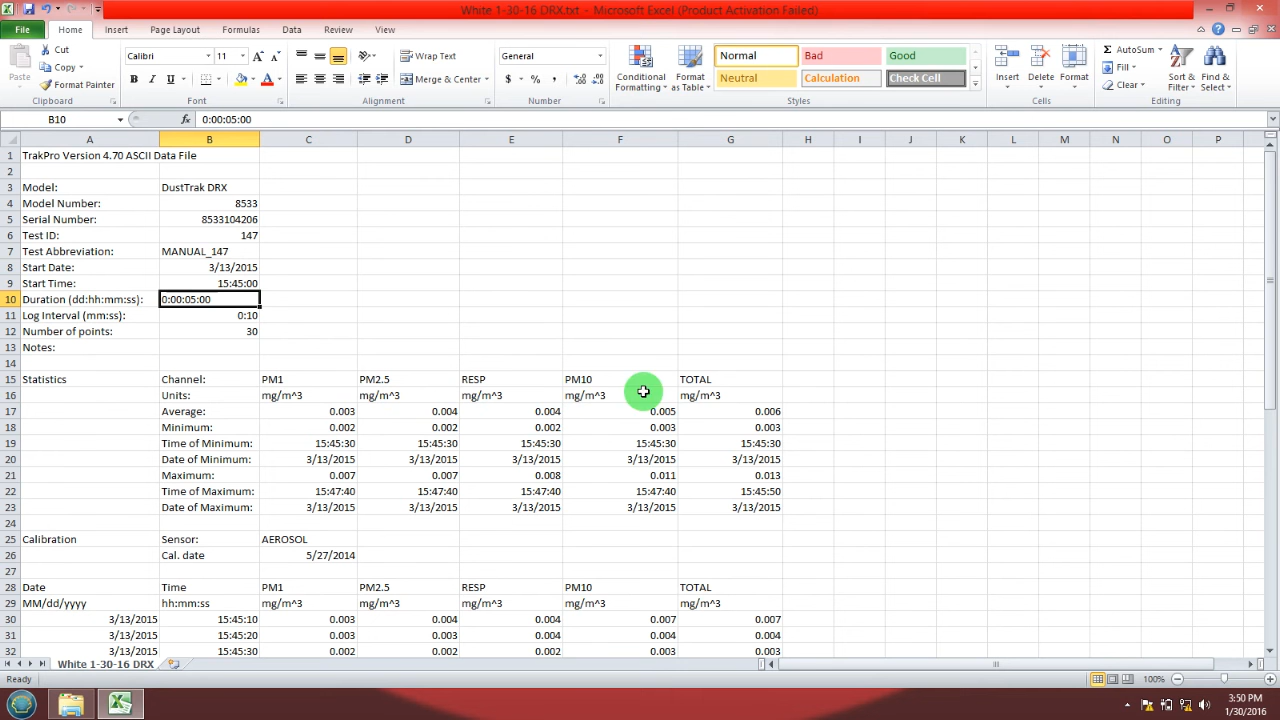 White 1-30-16 DRX.txt - Microsoft Excel (Product Activation Failed)
File Home Insert Page Layout Formulas Data Review View
Paste Cut Copy Format Painter
Calibri 11
Wrap Text Merge & Center
General
Conditional Formatting Format as Table
Normal Bad Good
Neutral Calculation Check Cell
Insert Delete Format
AutoSum Fill Clear Sort & Filter Find & Select
Clipboard Font Alignment Number Styles Cells Editing
B10 fx 0:00:05:00
A B C D E F G H I J K L M N O P
1 TrakPro Version 4.70 ASCII Data File
2
3 Model: DustTrak DRX
4 Model Number: 8533
5 Serial Number: 8533104206
6 Test ID: 147
7 Test Abbreviation: MANUAL_147
8 Start Date: 3/13/2015
9 Start Time: 15:45:00
10 Duration (dd:hh:mm:ss): 0:00:05:00
11 Log Interval (mm:ss): 0:10
12 Number of points: 30
13 Notes:
14
15 Statistics Channel: PM1 PM2.5 RESP PM10 TOTAL
16 Units: mg/m^3 mg/m^3 mg/m^3 mg/m^3 mg/m^3
17 Average: 0.003 0.004 0.004 0.005 0.006
18 Minimum: 0.002 0.002 0.002 0.003 0.003
19 Time of Minimum: 15:45:30 15:45:30 15:45:30 15:45:30 15:45:30
20 Date of Minimum: 3/13/2015 3/13/2015 3/13/2015 3/13/2015 3/13/2015
21 Maximum: 0.007 0.007 0.008 0.011 0.013
22 Time of Maximum: 15:47:40 15:47:40 15:47:40 15:47:40 15:45:50
23 Date of Maximum: 3/13/2015 3/13/2015 3/13/2015 3/13/2015 3/13/2015
24
25 Calibration Sensor: AEROSOL
26 Cal. date 5/27/2014
27
28 Date Time PM1 PM2.5 RESP PM10 TOTAL
29 MM/dd/yyyy hh:mm:ss mg/m^3 mg/m^3 mg/m^3 mg/m^3 mg/m^3
30 3/13/2015 15:45:10 0.003 0.004 0.004 0.007 0.007
31 3/13/2015 15:45:20 0.003 0.003 0.004 0.004 0.004
32 3/13/2015 15:45:30 0.002 0.002 0.002 0.003 0.003
White 1-30-16 DRX
Ready 100%
3:50 PM
1/30/2016